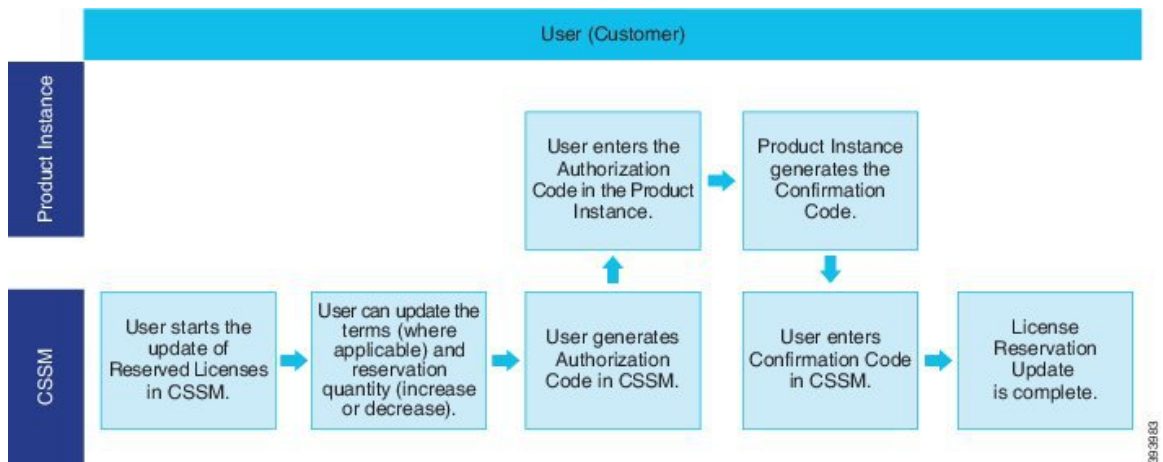 User (Customer)
Product Instance
User enters the
Authorization
Code in the Product
Instance.
Product Instance
generates the
Confirmation
Code.
CSSM
User starts the
update of
Reserved Licenses
in CSSM.
User can update the
terms (where
applicable) and
reservation
quantity (increase
or decrease).
User generates
Authorization
Code in CSSM.
User enters
Confirmation Code
in CSSM.
License
Reservation
Update
is complete.
393983